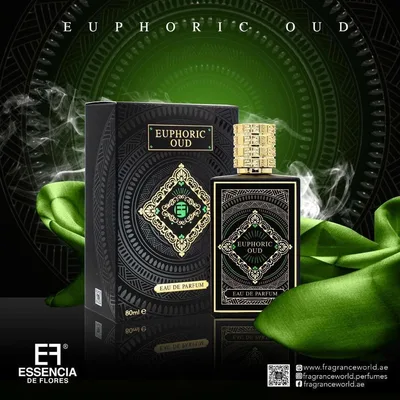 EUPHORIC OUD
EUPHORIC
OUD
EAU DE PARFUM
80ml e
EUPHORIC
OUD
EAU DE PARFUM
EF®
ESSENCIA
DE FLORES
www.fragranceworld.ae
fragranceworld.perfumes
fragranceworld.ae